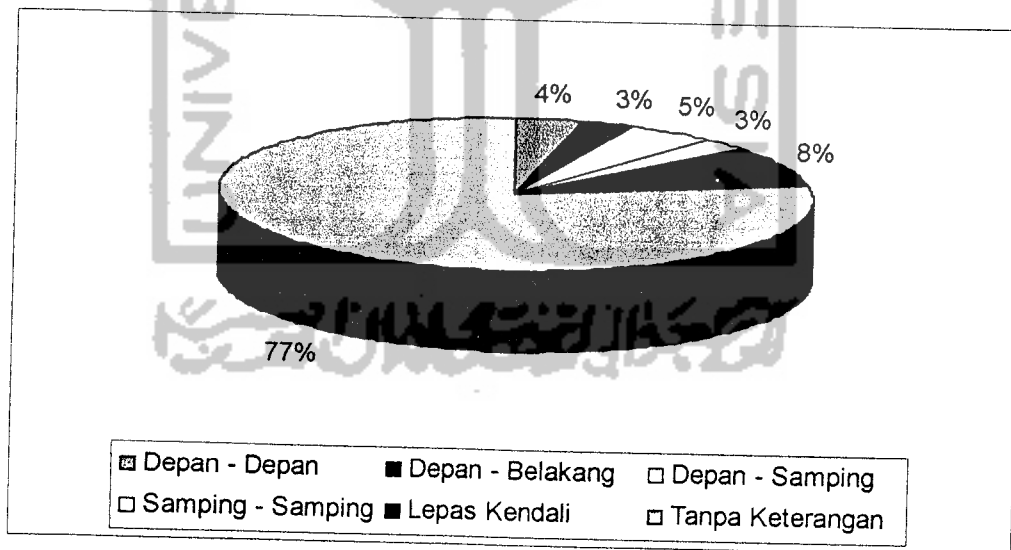 4% 3% 5% 3%
8%
77%
Depan - Depan Depan - Belakang Depan - Samping
Samping - Samping Lepas Kendali Tanpa Keterangan